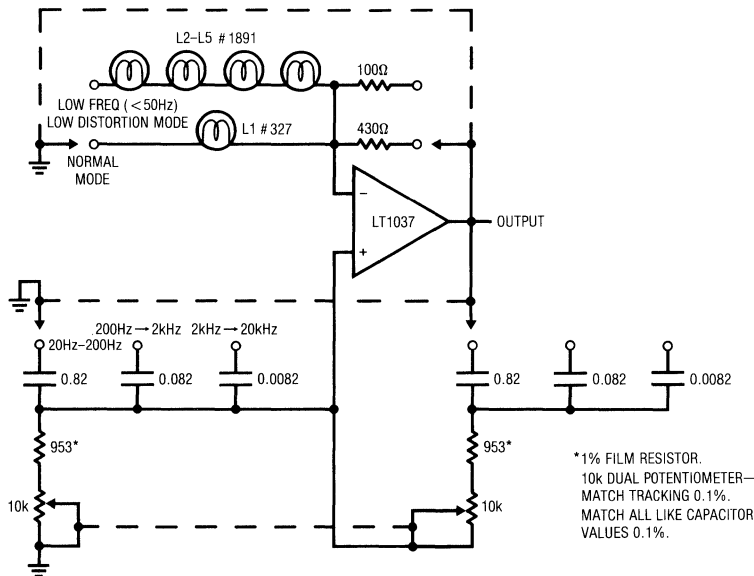 L2–L5 #1891
100Ω
LOW FREQ (<50Hz)
LOW DISTORTION MODE
L1 #327
430Ω
NORMAL
MODE
−
LT1037
OUTPUT
+
200Hz→2kHz
2kHz→20kHz
20Hz–200Hz
0.82
0.082
0.0082
0.82
0.082
0.0082
953*
953*
10k
10k
*1% FILM RESISTOR.
10k DUAL POTENTIOMETER—
MATCH TRACKING 0.1%.
MATCH ALL LIKE CAPACITOR
VALUES 0.1%.